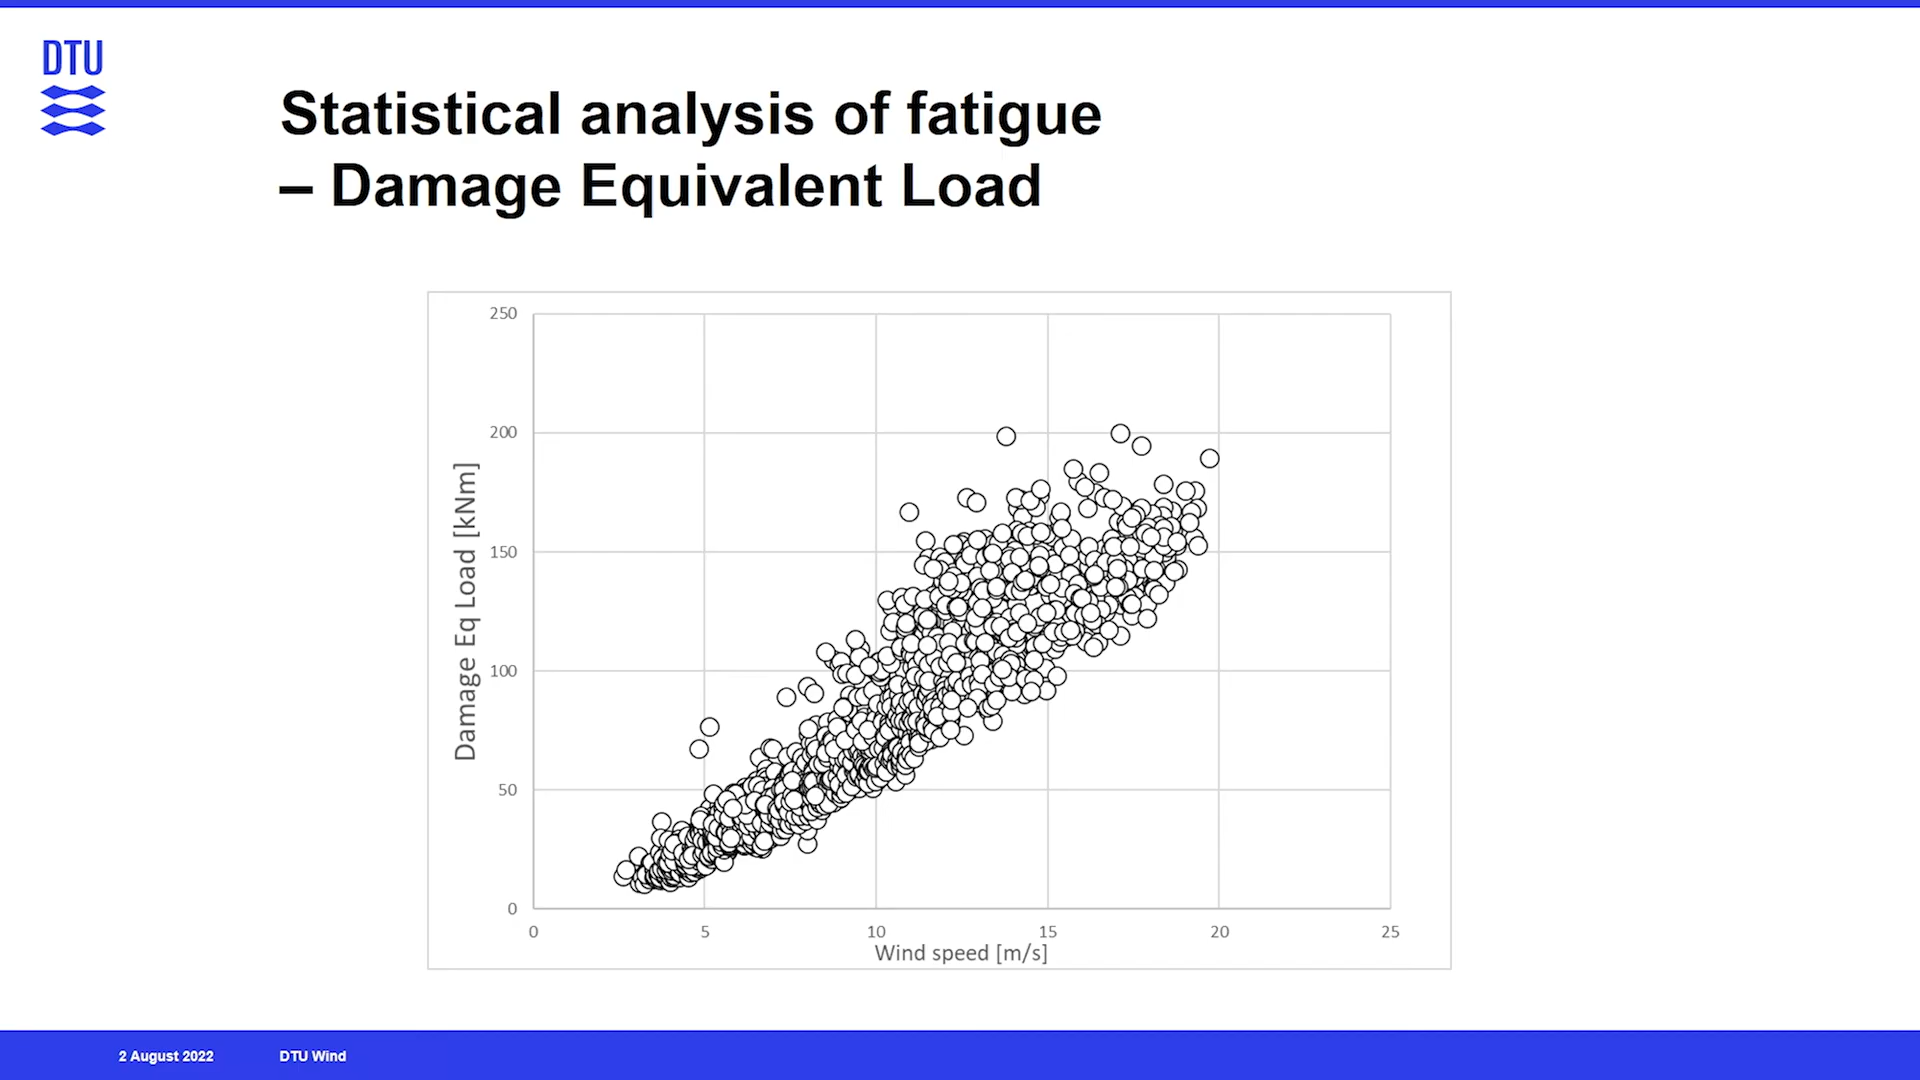 DTU
Statistical analysis of fatigue
– Damage Equivalent Load
250
200
150
100
50
0
Damage Eq Load [kNm]
0 5 10 15 20 25
Wind speed [m/s]
2 August 2022 DTU Wind